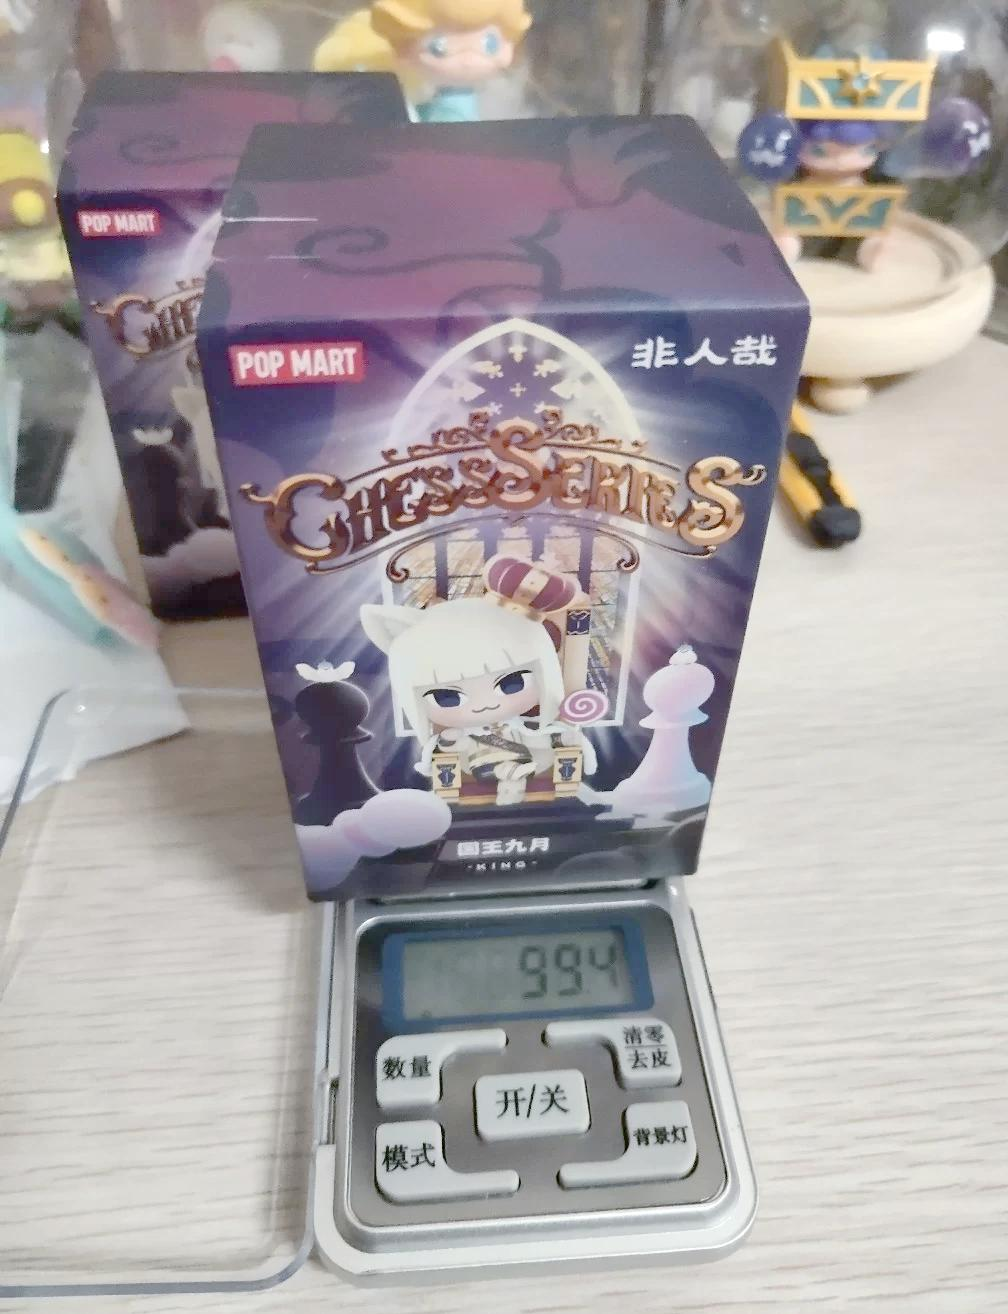 POP MART
POP MART
非人哉
CHESS SERIES
国王九月
-KING-
994
数量
清零
去皮
开/关
模式
背景灯